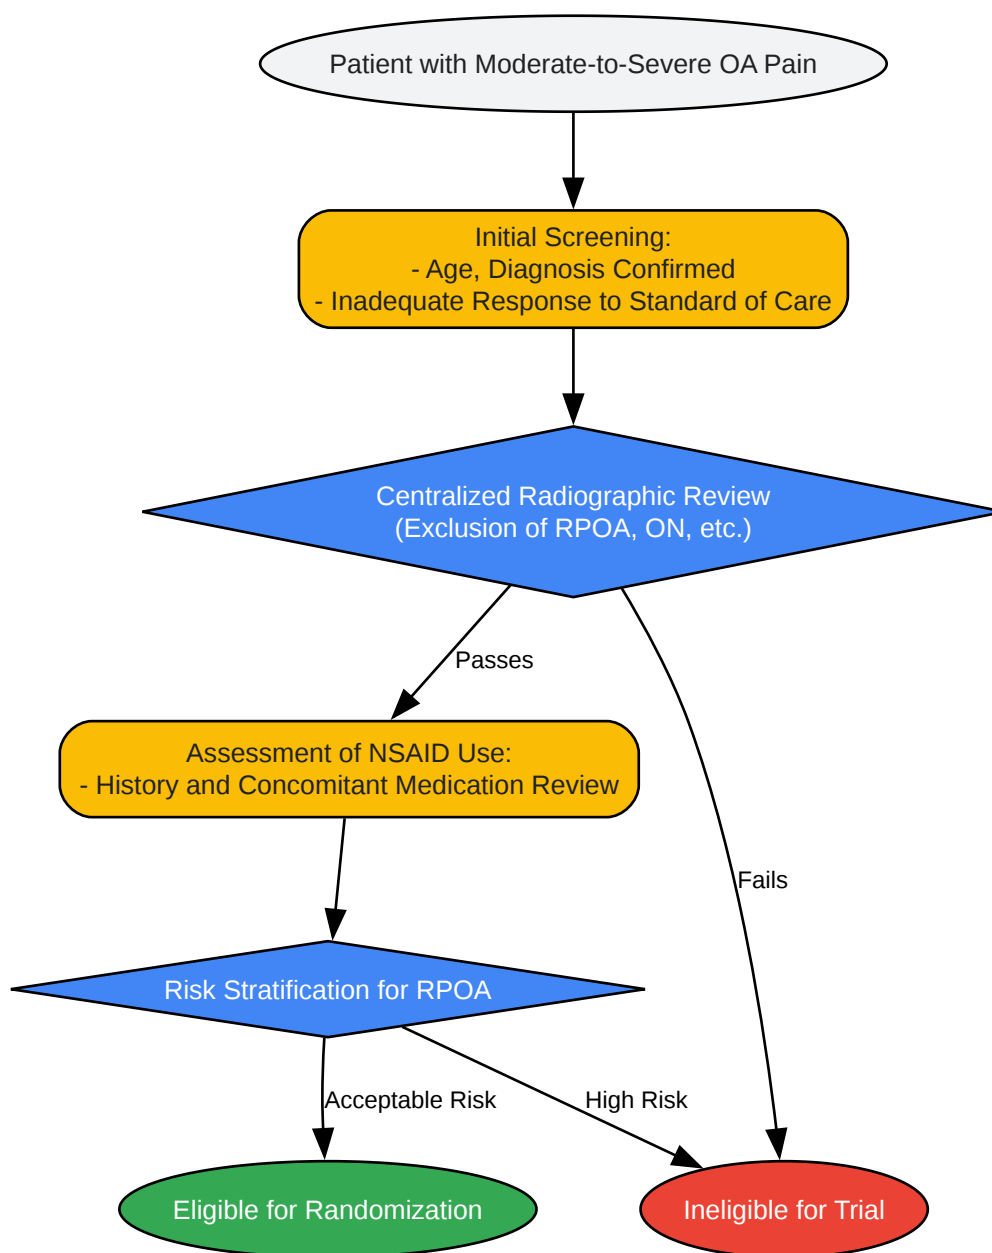 Patient with Moderate-to-Severe OA Pain
Initial Screening:
- Age, Diagnosis Confirmed
- Inadequate Response to Standard of Care
Centralized Radiographic Review
(Exclusion of RPOA, ON, etc.)
Passes
Assessment of NSAID Use:
- History and Concomitant Medication Review
Fails
Risk Stratification for RPOA
Acceptable Risk
High Risk
Eligible for Randomization
Ineligible for Trial